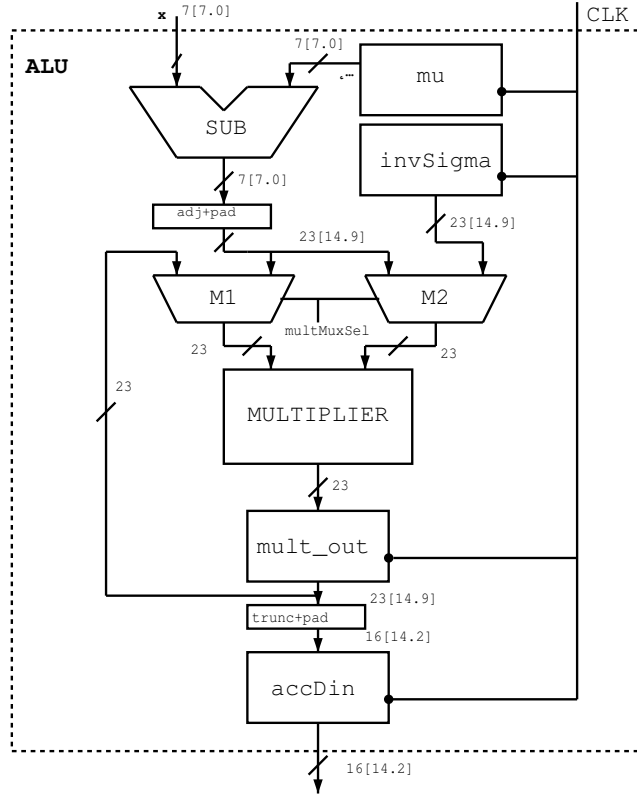 x 7[7.0] CLK
7[7.0]
ALU
mu
SUB
invSigma
7[7.0]
adj+pad
23[14.9] 23[14.9]
M1 M2
multMuxSel
23 23
23
MULTIPLIER
23
mult_out
23[14.9]
trunc+pad
16[14.2]
accDin
16[14.2]